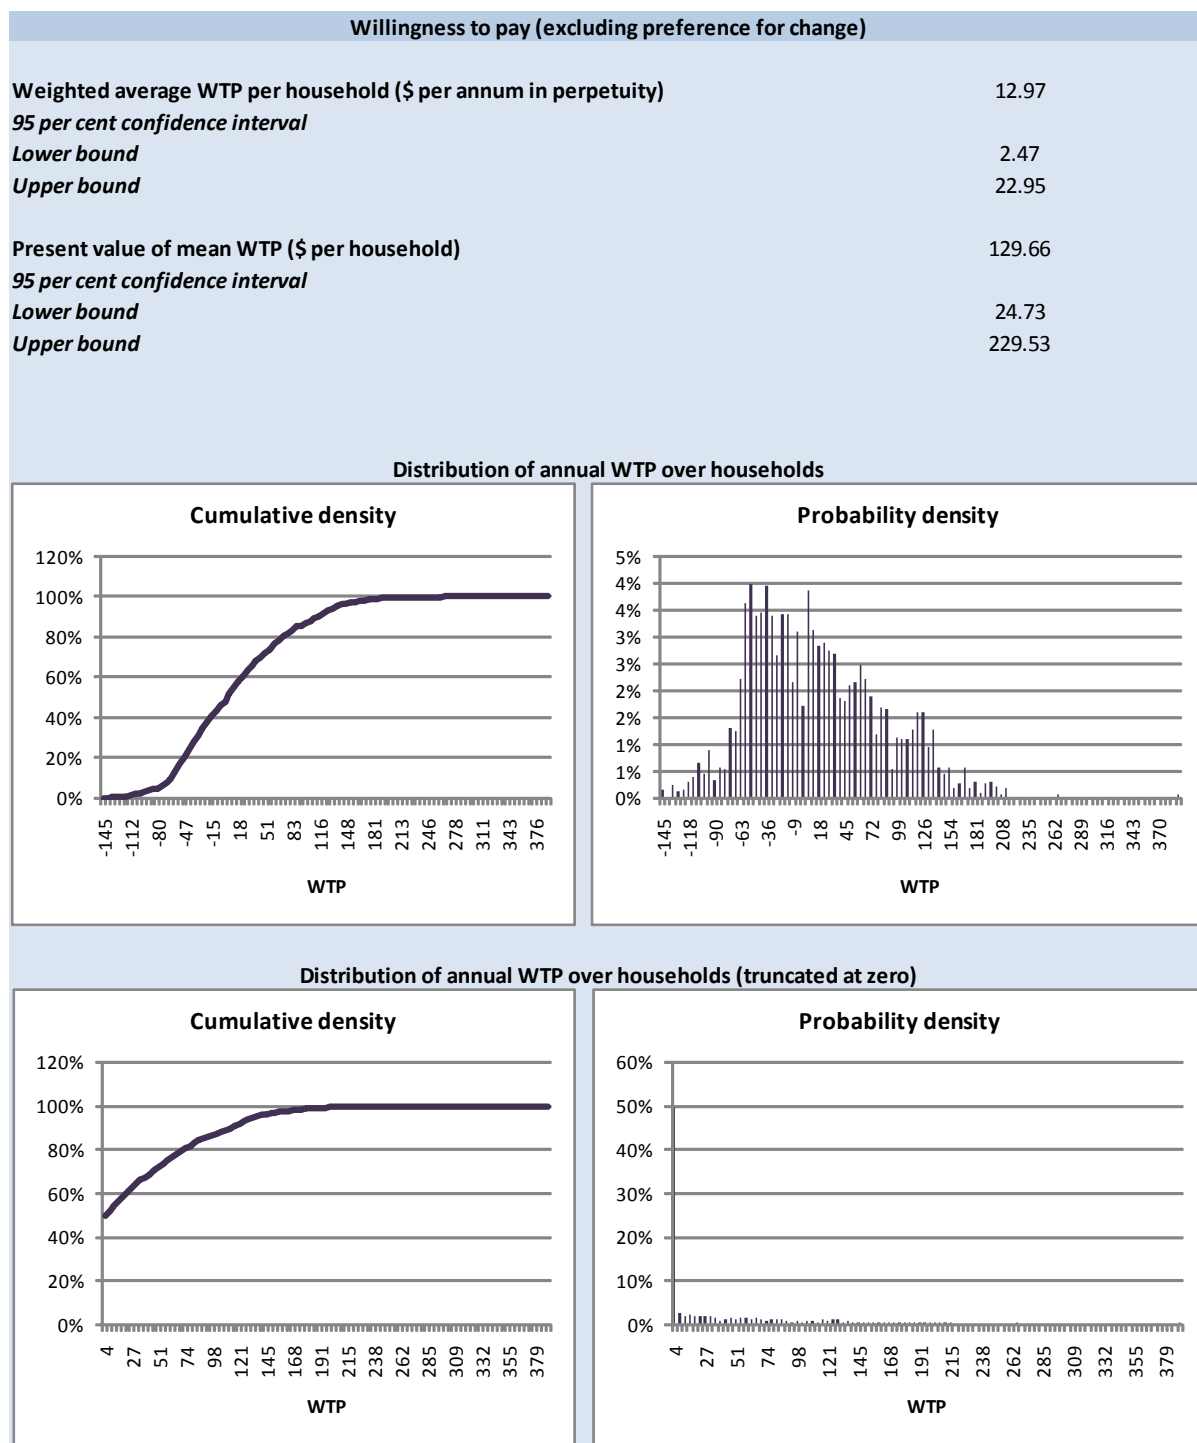 Willingness to pay (excluding preference for change)
Weighted average WTP per household ($ per annum in perpetuity) 12.97
95 per cent confidence interval
Lower bound 2.47
Upper bound 22.95
Present value of mean WTP ($ per household) 129.66
95 per cent confidence interval
Lower bound 24.73
Upper bound 229.53
Distribution of annual WTP over households
Cumulative density
120%
100%
80%
60%
40%
20%
0%
-145 -112 -80 -47 -15 18 51 83 116 148 181 213 246 278 311 343 376
WTP
Probability density
5%
4%
4%
3%
3%
2%
2%
1%
1%
0%
-145 -118 -90 -63 -36 -9 18 45 72 99 126 154 181 208 235 262 289 316 343 370
WTP
Distribution of annual WTP over households (truncated at zero)
Cumulative density
120%
100%
80%
60%
40%
20%
0%
4 27 51 74 98 121 145 168 191 215 238 262 285 309 332 355 379
WTP
Probability density
60%
50%
40%
30%
20%
10%
0%
4 27 51 74 98 121 145 168 191 215 238 262 285 309 332 355 379
WTP